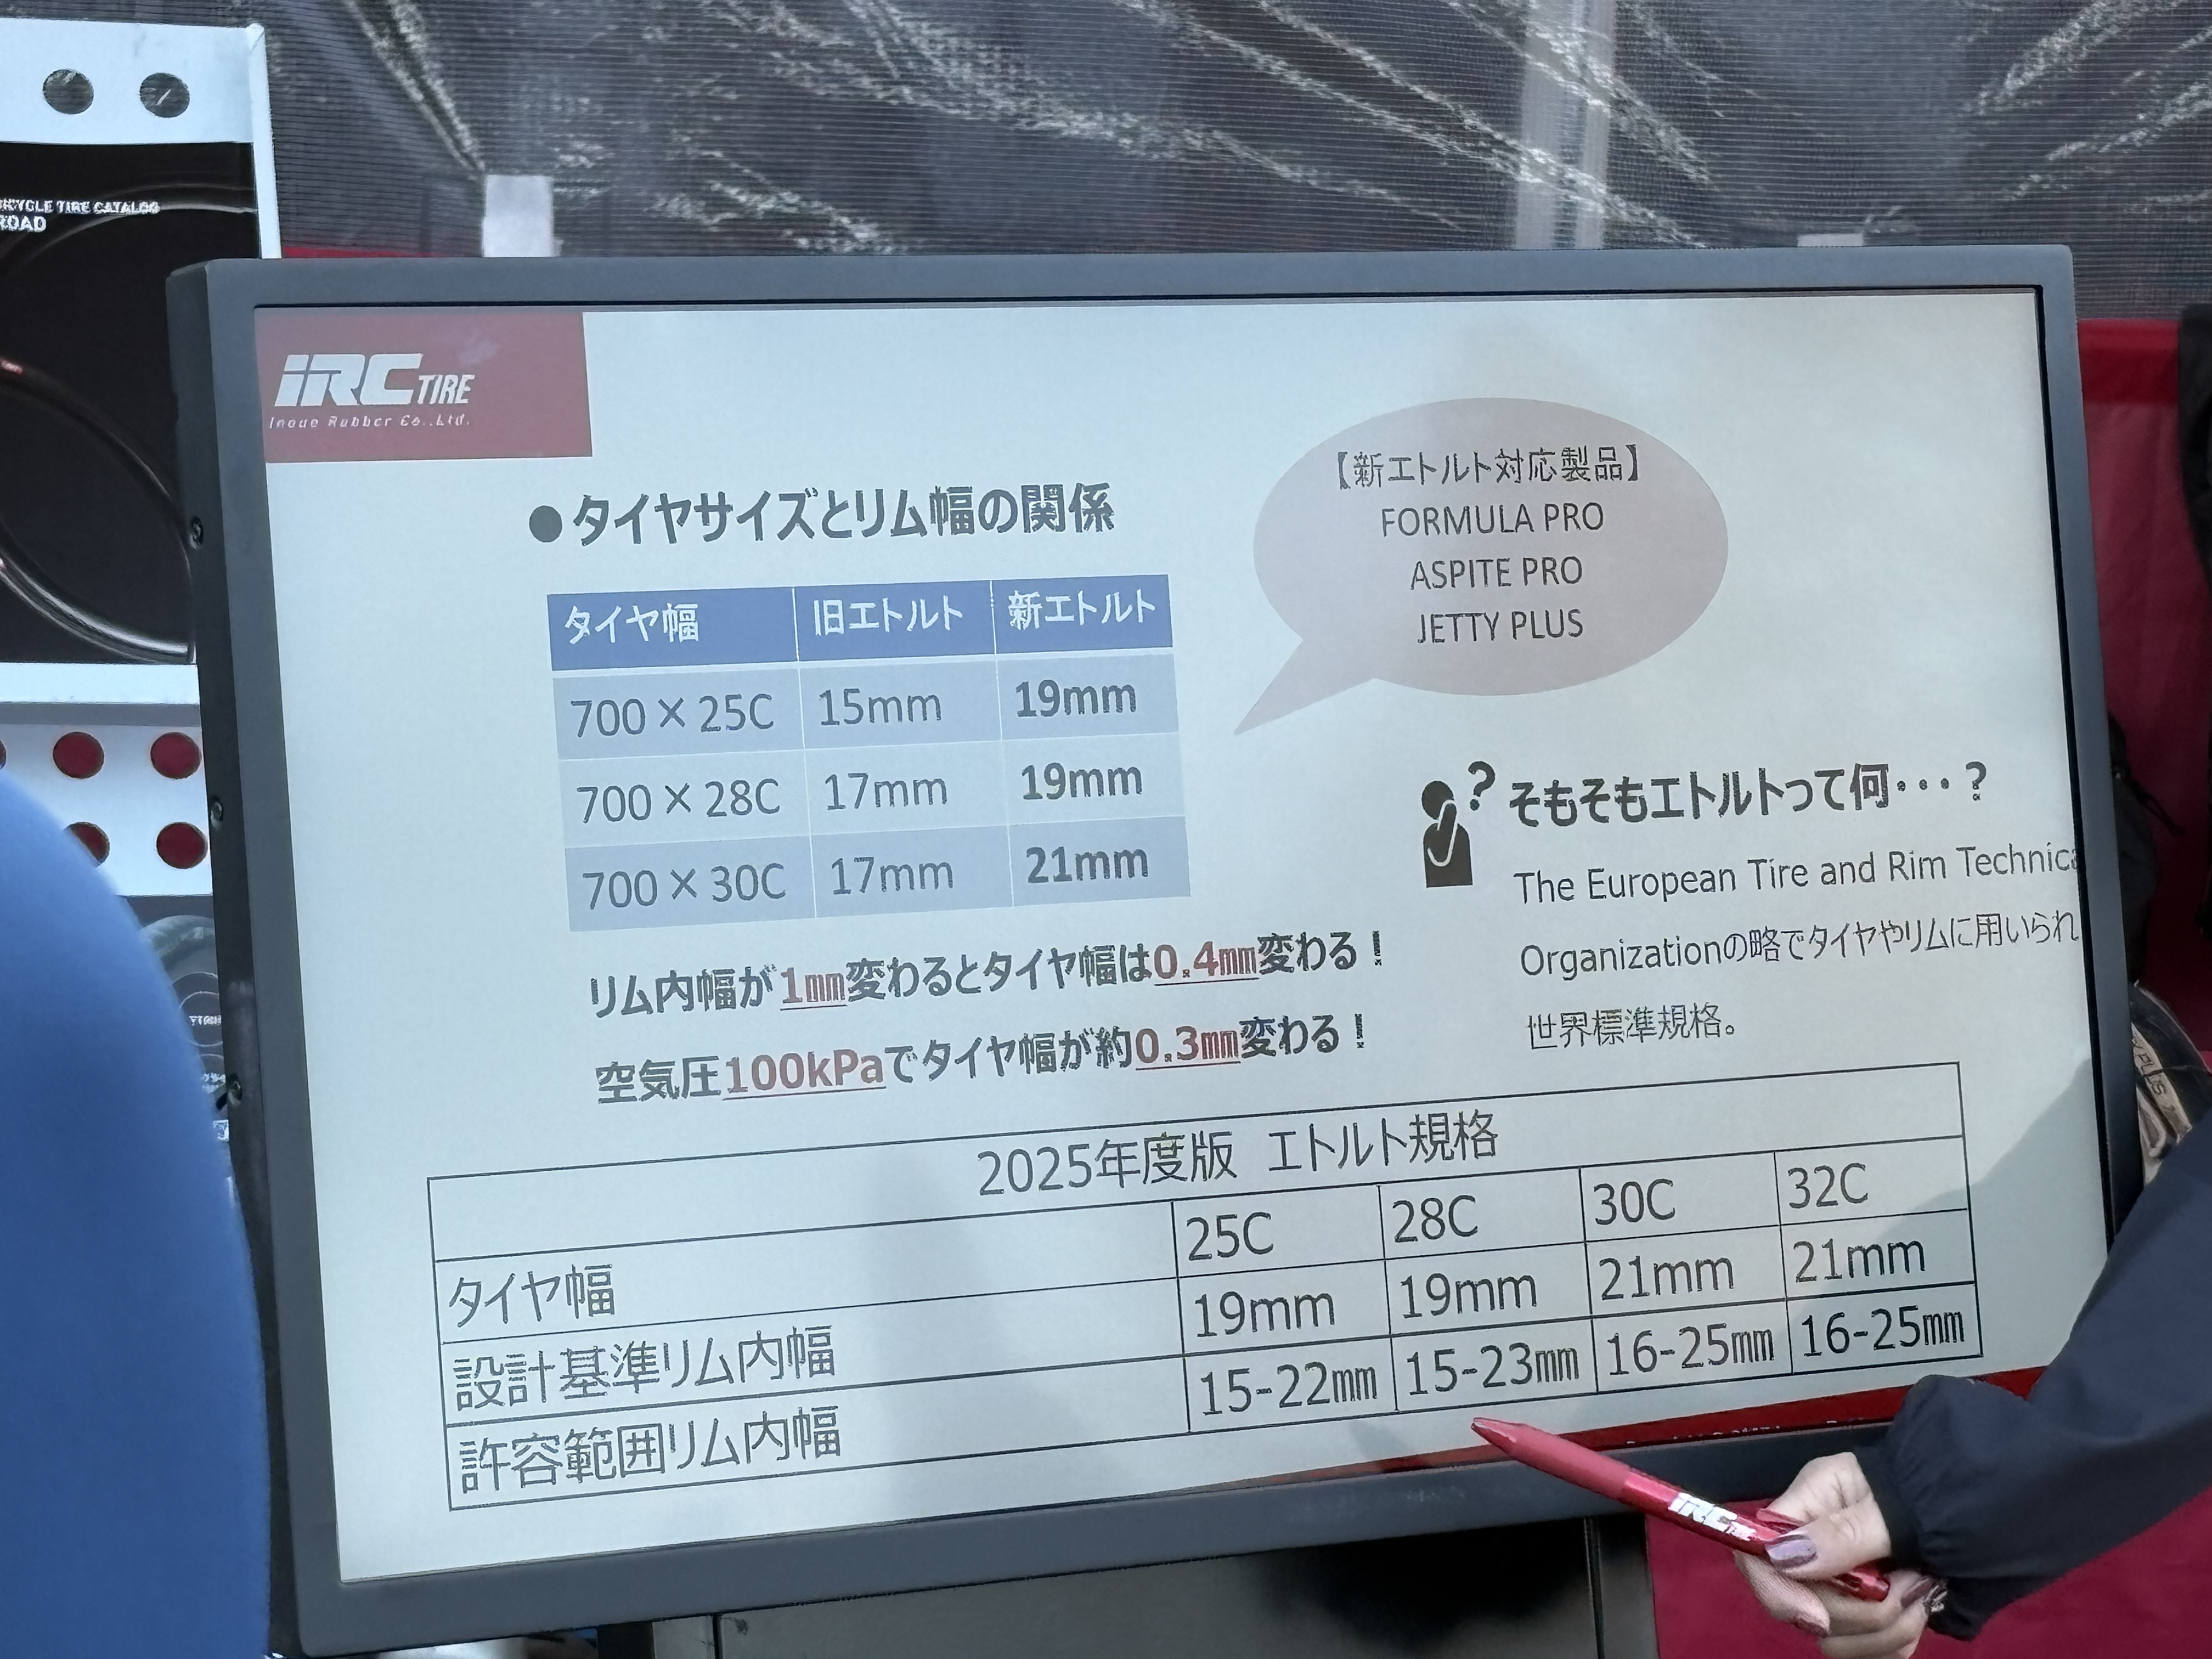 BICYCLE TIRE CATALOG
ROAD
IRC TIRE
Inoue Rubber Co.,Ltd.
●タイヤサイズとリム幅の関係
タイヤ幅 旧エトルト 新エトルト
700×25C 15mm 19mm
700×28C 17mm 19mm
700×30C 17mm 21mm
【新エトルト対応製品】
FORMULA PRO
ASPITE PRO
JETTY PLUS
リム内幅が1mm変わるとタイヤ幅は0.4mm変わる！
空気圧100kPaでタイヤ幅が約0.3mm変わる！
? そもそもエトルトって何・・・？
The European Tire and Rim Technica
Organizationの略でタイヤやリムに用いられ
世界標準規格。
2025年度版 エトルト規格
タイヤ幅 25C 28C 30C 32C
設計基準リム内幅 19mm 19mm 21mm 21mm
許容範囲リム内幅 15-22mm 15-23mm 16-25mm 16-25mm
IRC TIRE